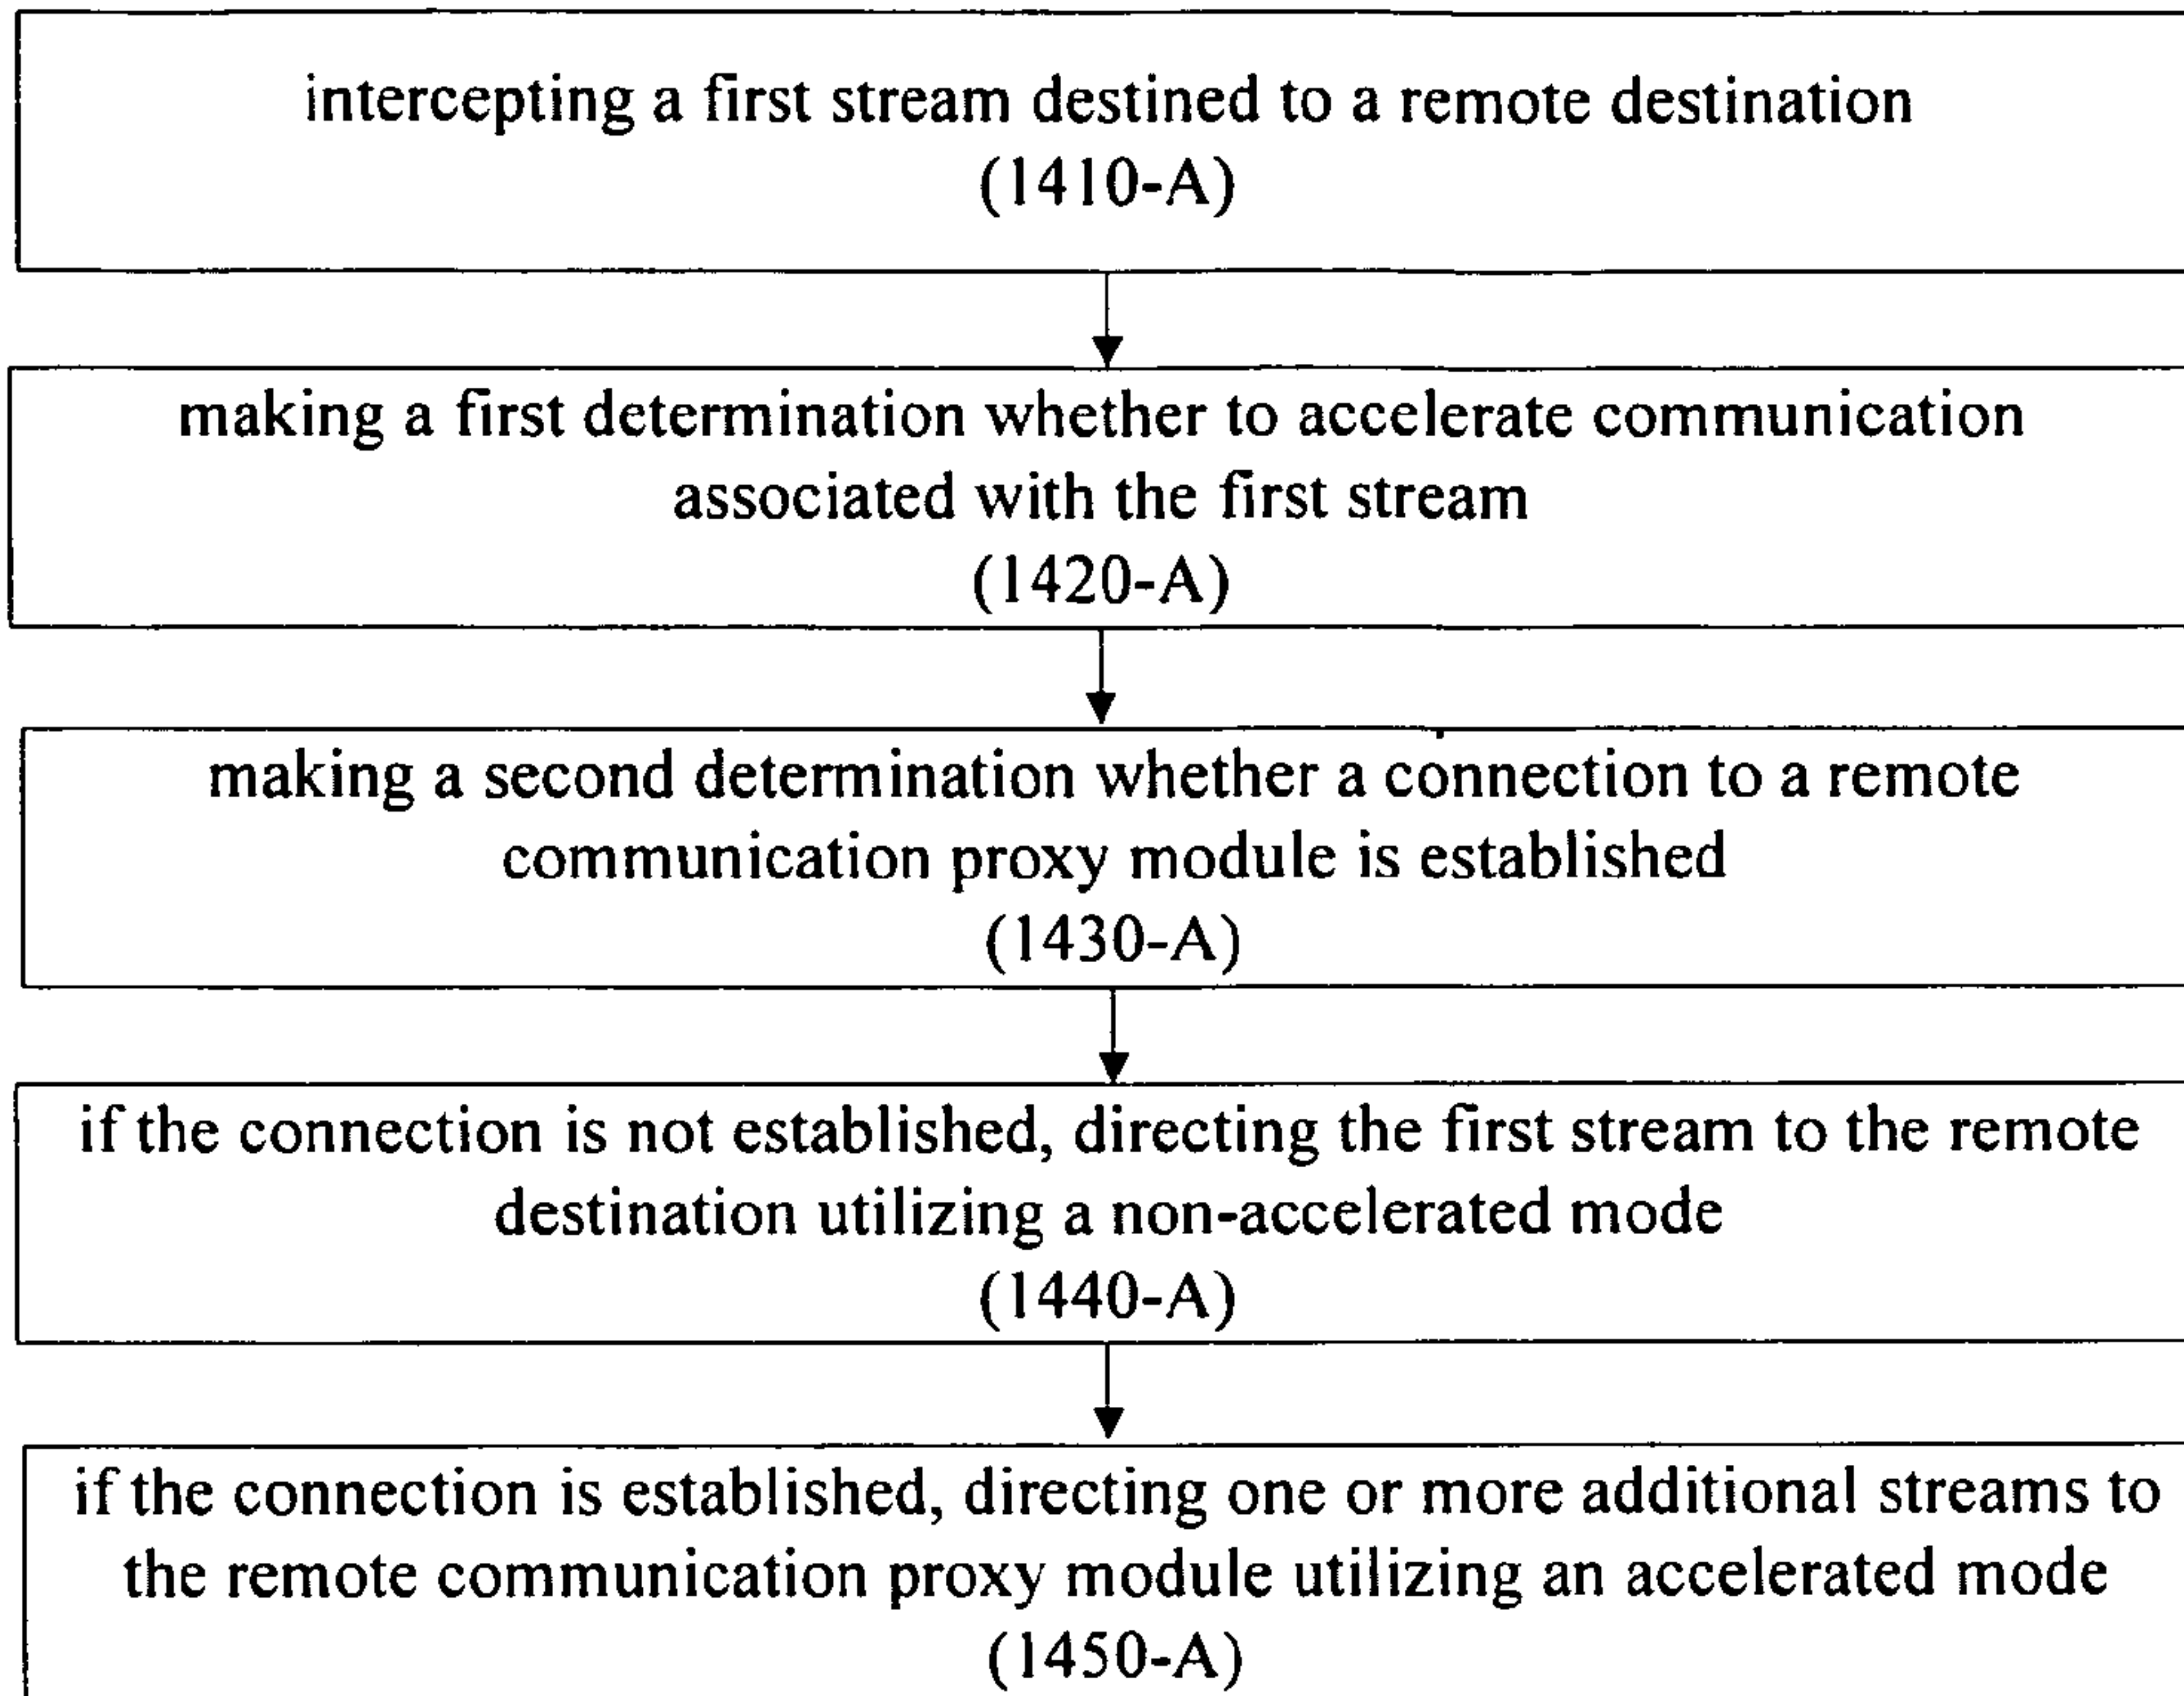 intercepting a first stream destined to a remote destination
(1410-A)
making a first determination whether to accelerate communication
associated with the first stream
(1420-A)
making a second determination whether a connection to a remote
communication proxy module is established
(1430-A)
if the connection is not established, directing the first stream to the remote
destination utilizing a non-accelerated mode
(1440-A)
if the connection is established, directing one or more additional streams to
the remote communication proxy module utilizing an accelerated mode
(1450-A)